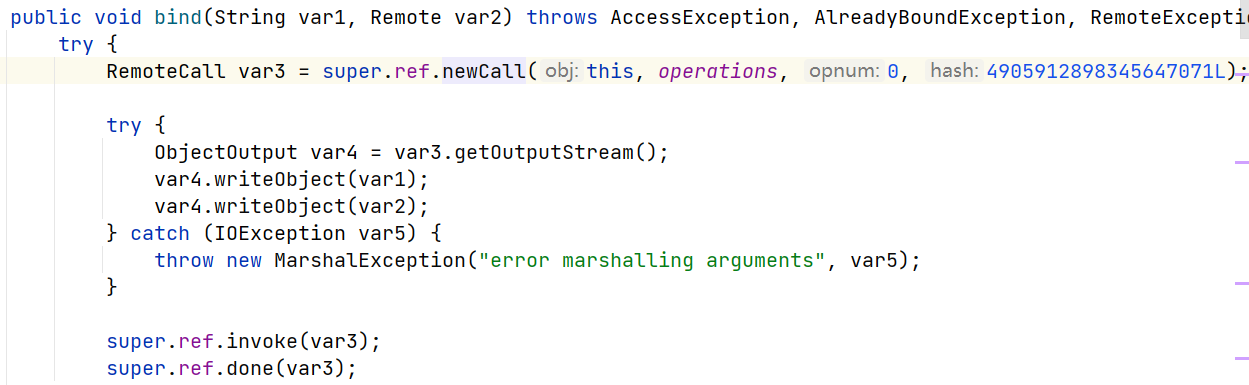 public void bind(String var1, Remote var2) throws AccessException, AlreadyBoundException,
    try {
        RemoteCall var3 = super.ref.newCall( obj: this, operations, opnum: 0, hash: 4905912898345647071L);
        try {
            ObjectOutput var4 = var3.getOutputStream();
            var4.writeObject(var1);
            var4.writeObject(var2);
        } catch (IOException var5) {
            throw new MarshalException("error marshalling arguments", var5);
        }
        super.ref.invoke(var3);
        super.ref.done(var3);